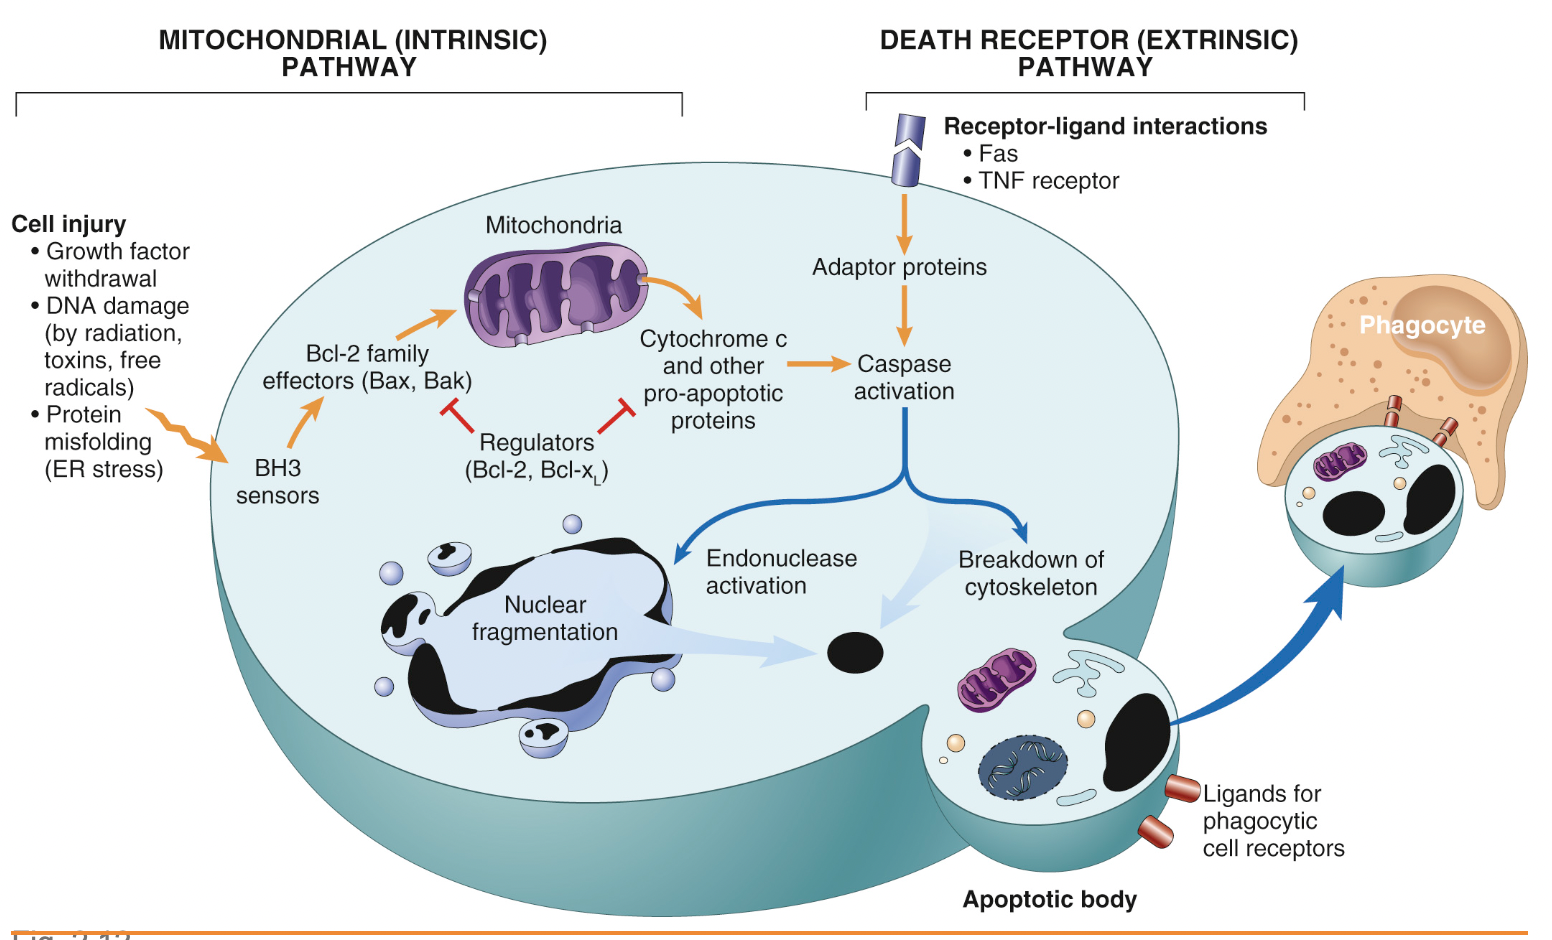 MITOCHONDRIAL (INTRINSIC)
PATHWAY
DEATH RECEPTOR (EXTRINSIC)
PATHWAY
Receptor-ligand interactions
• Fas
• TNF receptor
Cell injury
• Growth factor
withdrawal
• DNA damage
(by radiation,
toxins, free
radicals)
• Protein
misfolding
(ER stress)
Mitochondria
Adaptor proteins
Bcl-2 family
effectors (Bax, Bak)
Cytochrome c
and other
pro-apoptotic
proteins
Caspase
activation
Phagocyte
Regulators
(Bcl-2, Bcl-xL)
BH3
sensors
Endonuclease
activation
Breakdown of
cytoskeleton
Nuclear
fragmentation
Ligands for
phagocytic
cell receptors
Apoptotic body